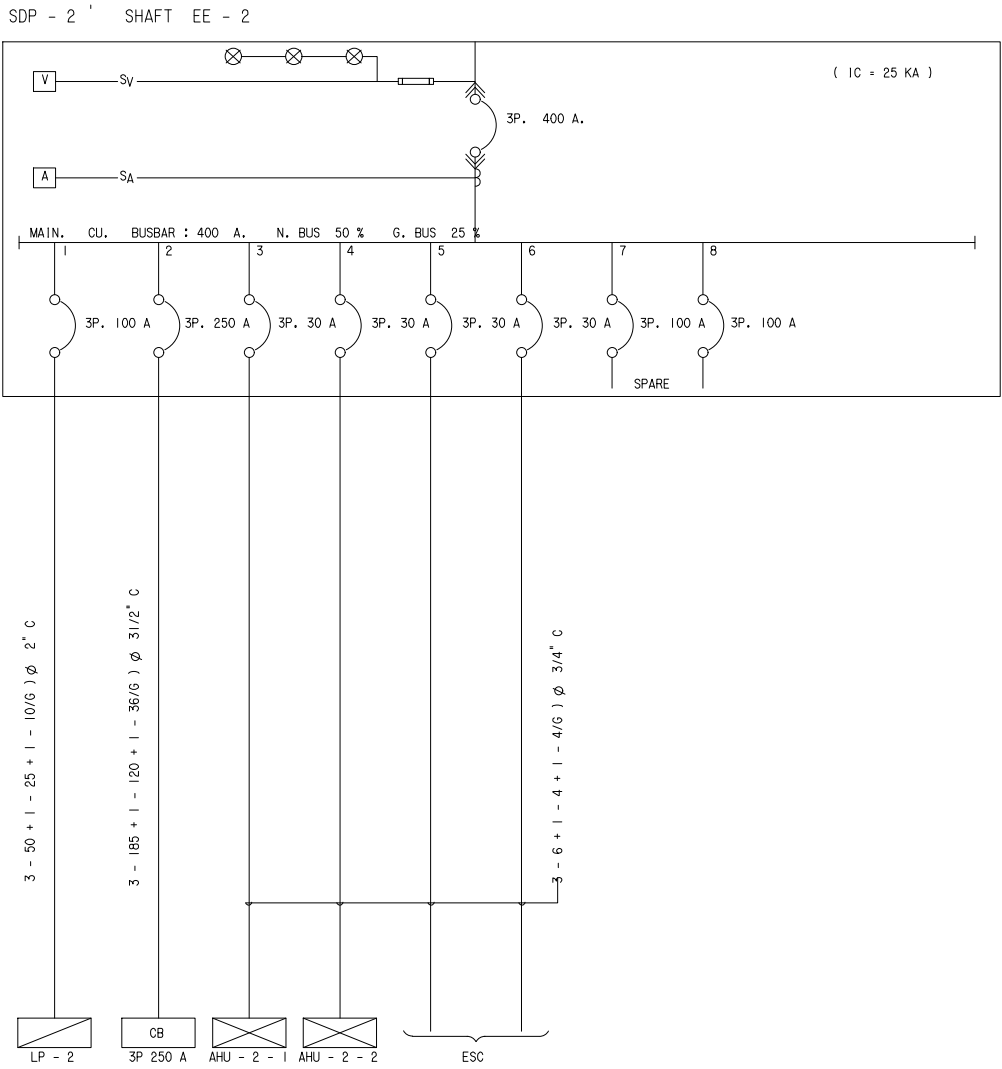 SDP - 2 ' SHAFT EE - 2
V SV
( IC = 25 KA )
3P. 400 A.
A SA
MAIN. CU. BUSBAR : 400 A. N. BUS 50 % G. BUS 25 %
1 2 3 4 5 6 7 8
3P. 100 A 3P. 250 A 3P. 30 A 3P. 30 A 3P. 30 A 3P. 30 A 3P. 100 A 3P. 100 A
SPARE
3 - 50 + 1 - 25 + 1 - 10/G ) Ø 2" C
3 - 185 + 1 - 120 + 1 - 36/G ) Ø 31/2" C
3 - 6 + 1 - 4 + 1 - 4/G ) Ø 3/4" C
CB
LP - 2 3P 250 A AHU - 2 - 1 AHU - 2 - 2 ESC